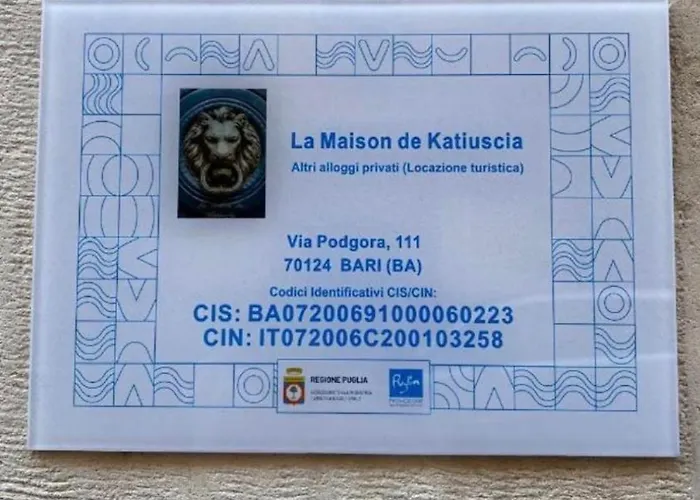 La Maison de Katiuscia
Altri alloggi privati (Locazione turistica)
Via Podgora, 111
70124 BARI (BA)
Codici Identificativi CIS/CIN:
CIS: BA07200691000060223
CIN: IT072006C200103258
REGIONE PUGLIA